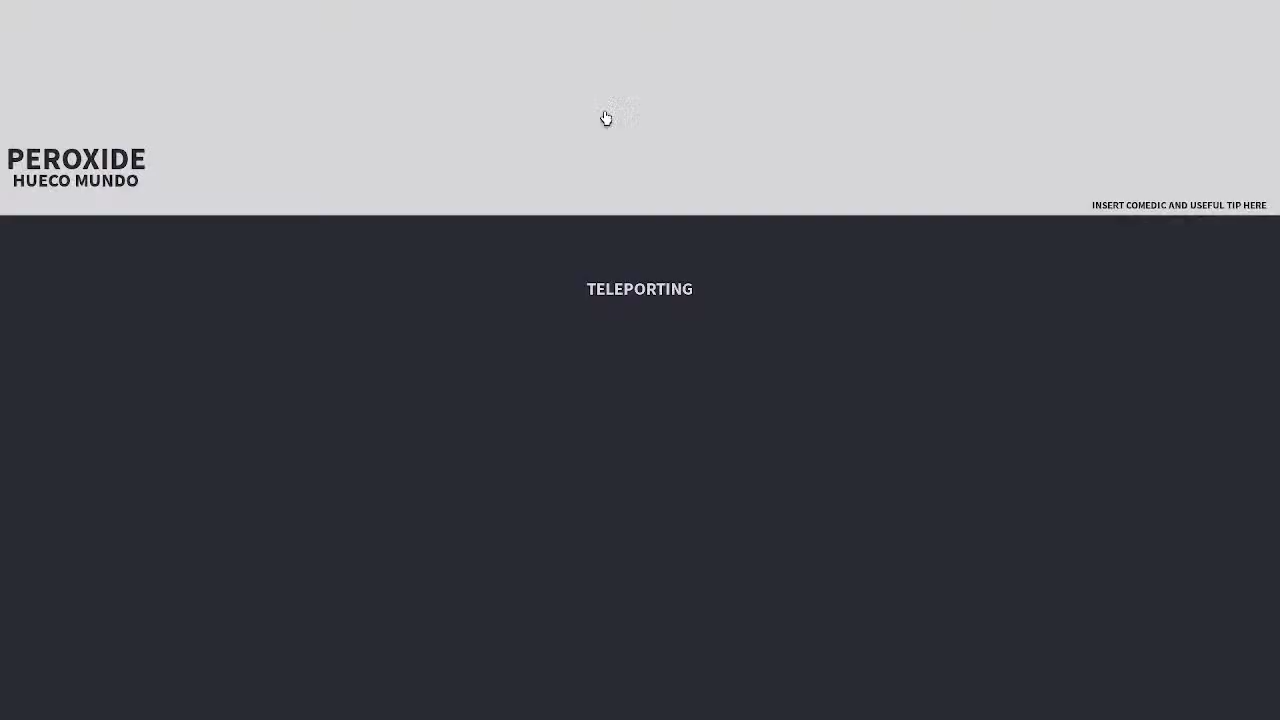 PEROXIDE
HUECO MUNDO
INSERT COMEDIC AND USEFUL TIP HERE
TELEPORTING